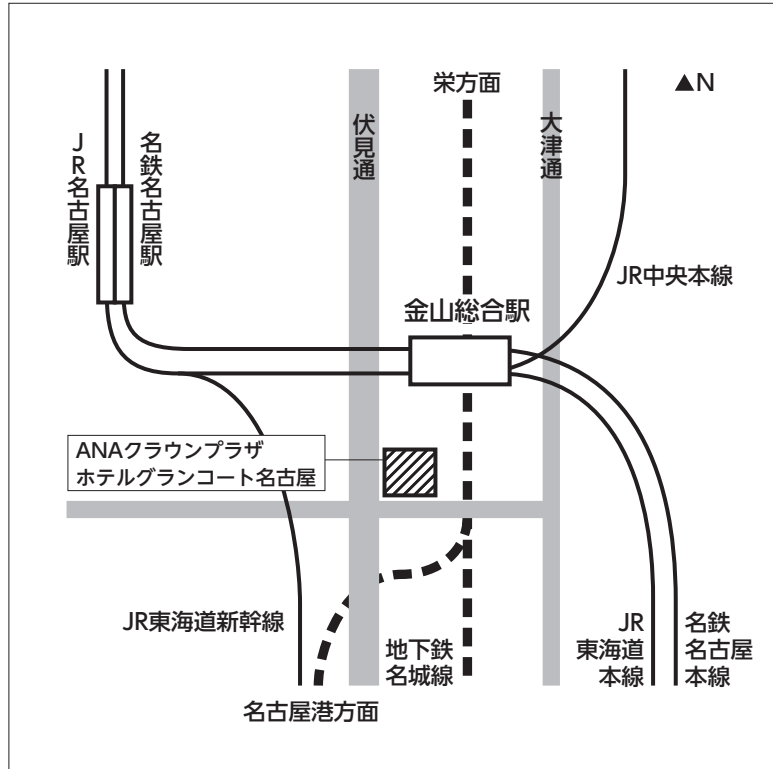 栄方面
▲N
伏見通
大津通
JR名古屋駅
名鉄名古屋駅
JR中央本線
金山総合駅
ANAクラウンプラザ
ホテルグランコート名古屋
JR東海道新幹線
地下鉄
名城線
JR
東海道
本線
名鉄
名古屋
本線
名古屋港方面